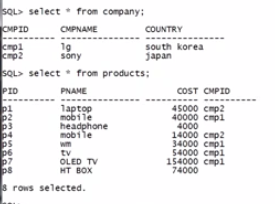 SQL> select * from company;
CMPID CMPNAME COUNTRY
---------- ---------- --------------------
cmp1 lg south korea
cmp2 sony japan
SQL> select * from products;
PID PNAME COST CMPID
---------- -------------------- ---------- ----------
p1 laptop 45000 cmp2
p2 mobile 40000 cmp1
p3 headphone 4000
p4 mobile 14000 cmp2
p5 wm 34000 cmp1
p6 tv 54000 cmp1
p7 OLED TV 154000 cmp1
p8 HT BOX 74000
8 rows selected.